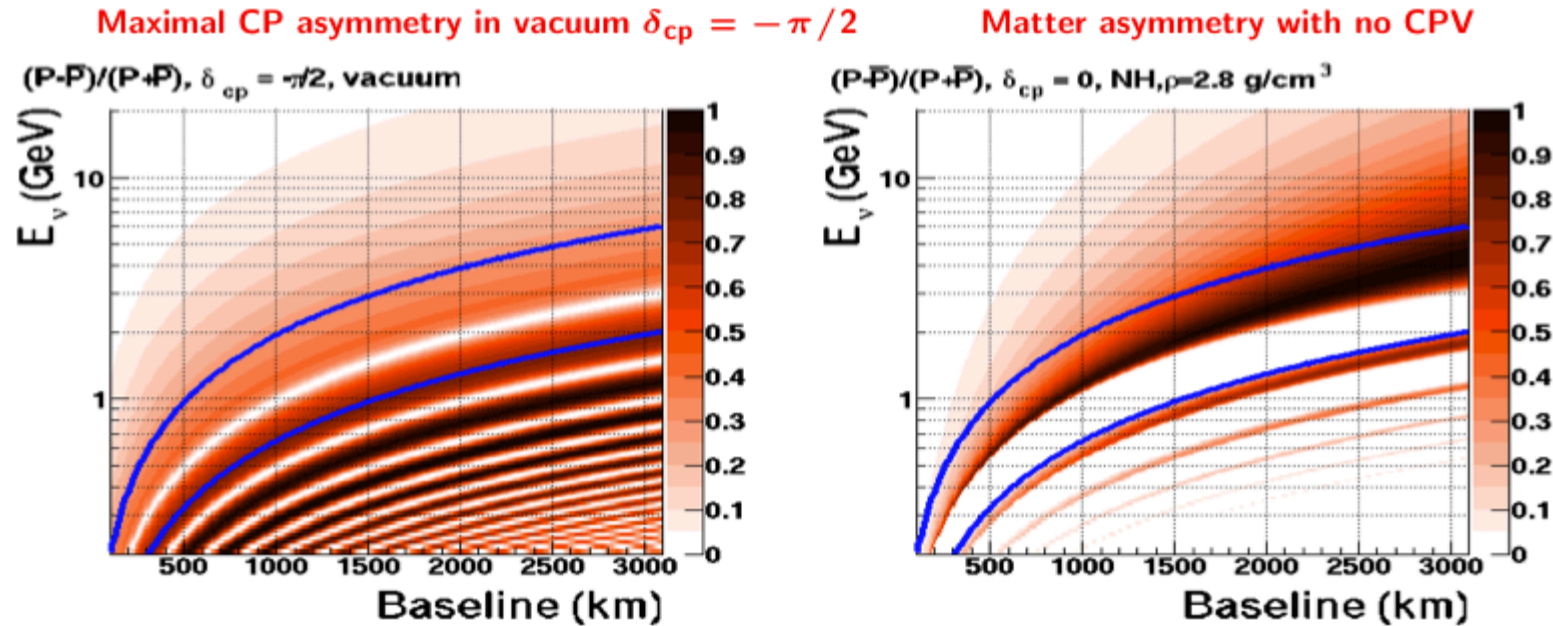 Maximal CP asymmetry in vacuum δcp = −π/2
Matter asymmetry with no CPV
(P-P̅)/(P+P̅), δ cp = -π/2, vacuum
(P-P̅)/(P+P̅), δ cp = 0, NH,ρ=2.8 g/cm³
Eν (GeV)
10
1
500 1000 1500 2000 2500 3000
Baseline (km)
1
0.9
0.8
0.7
0.6
0.5
0.4
0.3
0.2
0.1
0
Eν (GeV)
10
1
500 1000 1500 2000 2500 3000
Baseline (km)
1
0.9
0.8
0.7
0.6
0.5
0.4
0.3
0.2
0.1
0